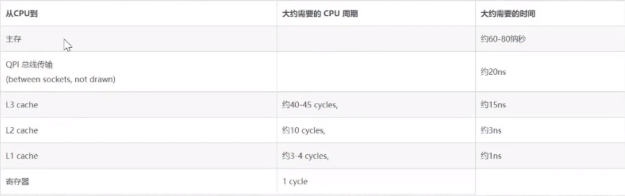 从CPU到 大约需要的 CPU 周期 大约需要的时间
主存 约60-80纳秒
QPI 总线传输
(between sockets, not drawn) 约20ns
L3 cache 约40-45 cycles, 约15ns
L2 cache 约10 cycles, 约3ns
L1 cache 约3-4 cycles, 约1ns
寄存器 1 cycle